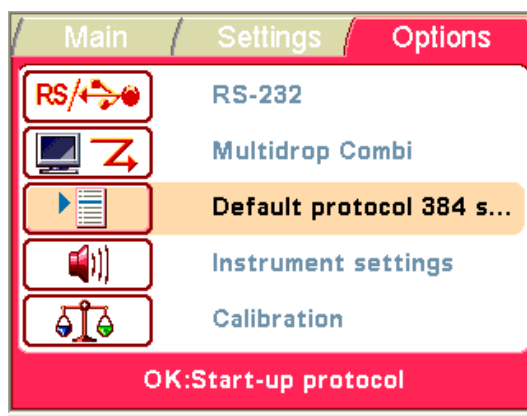 Main Settings Options
RS/ RS-232
Multidrop Combi
Default protocol 384 s...
Instrument settings
Calibration
OK:Start-up protocol